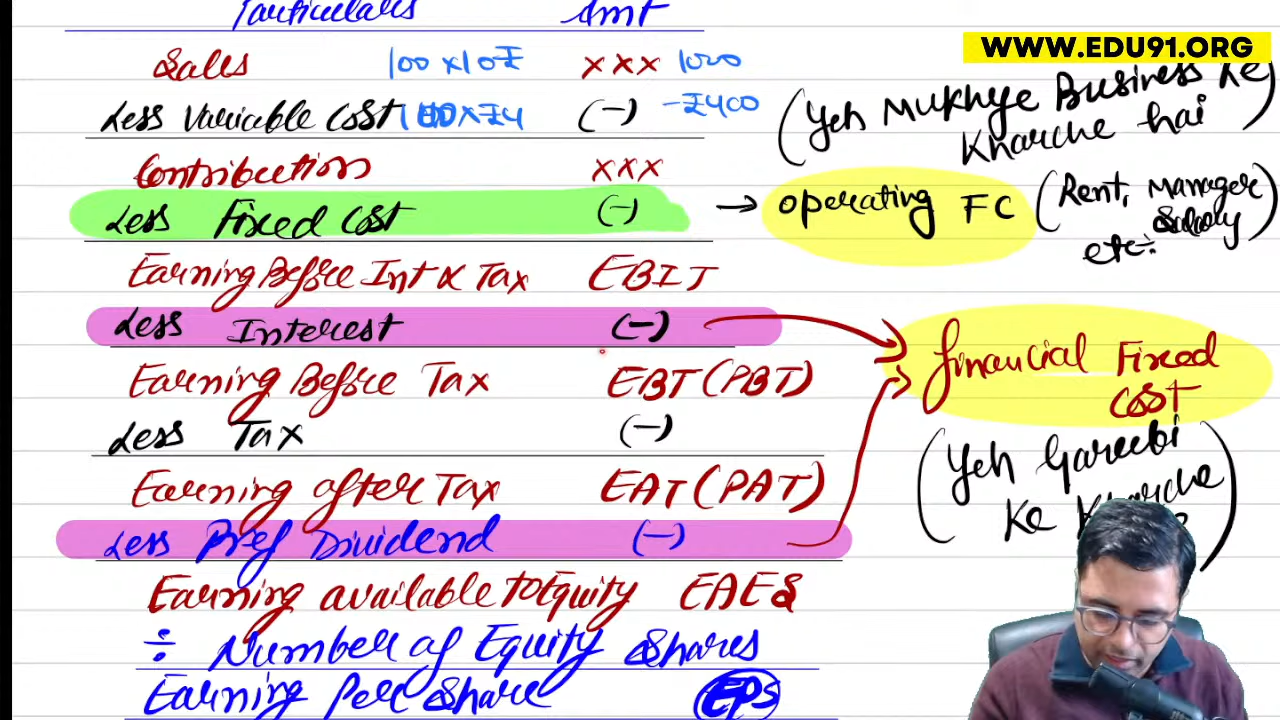 Particulars Amt
WWW.EDU91.ORG
Sales 100 x 10₹ xxx 1000
Less Variable Cost 100x₹4 (-) -₹400
(Yeh Mukhye Business ke
Kharche hai)
Contribution xxx
Less Fixed Cost (-) → operating FC (Rent, Manager
Salary
etc.)
Earning Before Int & Tax EBIT
Less Interest (-)
financial Fixed
Cost
Earning Before Tax EBT (PBT)
Less Tax (-)
(Yeh Gareebi
Ke Kharche
Earning after Tax EAT (PAT)
Less Pref Dividend (-)
Earning available to Equity EAES
÷ Number of Equity Shares
Earning Per Share EPS